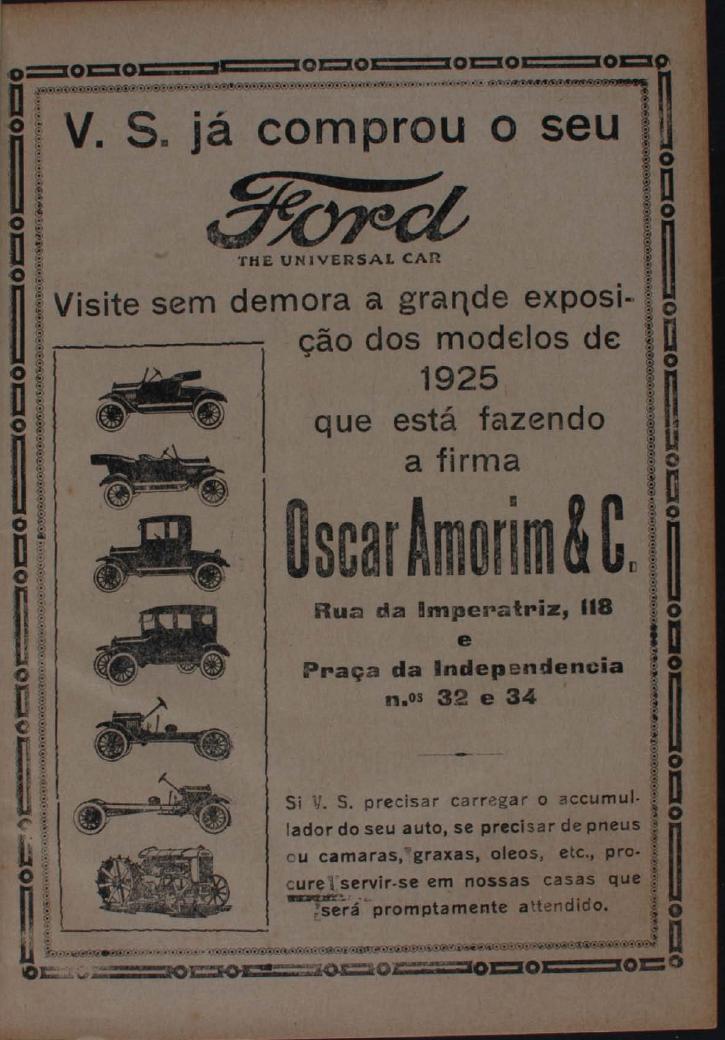 V. S. já comprou o seu
Ford
THE UNIVERSAL CAR
Visite sem demora a grande exposi-
ção dos modelos de
1925
que está fazendo
a firma
Oscar Amorim & C.
Rua da Imperatriz, 118
e
Praça da Independencia
n.os 32 e 34
Si V. S. precisar carregar o accumul-
lador do seu auto, se precisar de pneus
ou camaras, graxas, oleos, etc., pro-
cure servir-se em nossas casas que
será promptamente attendido.